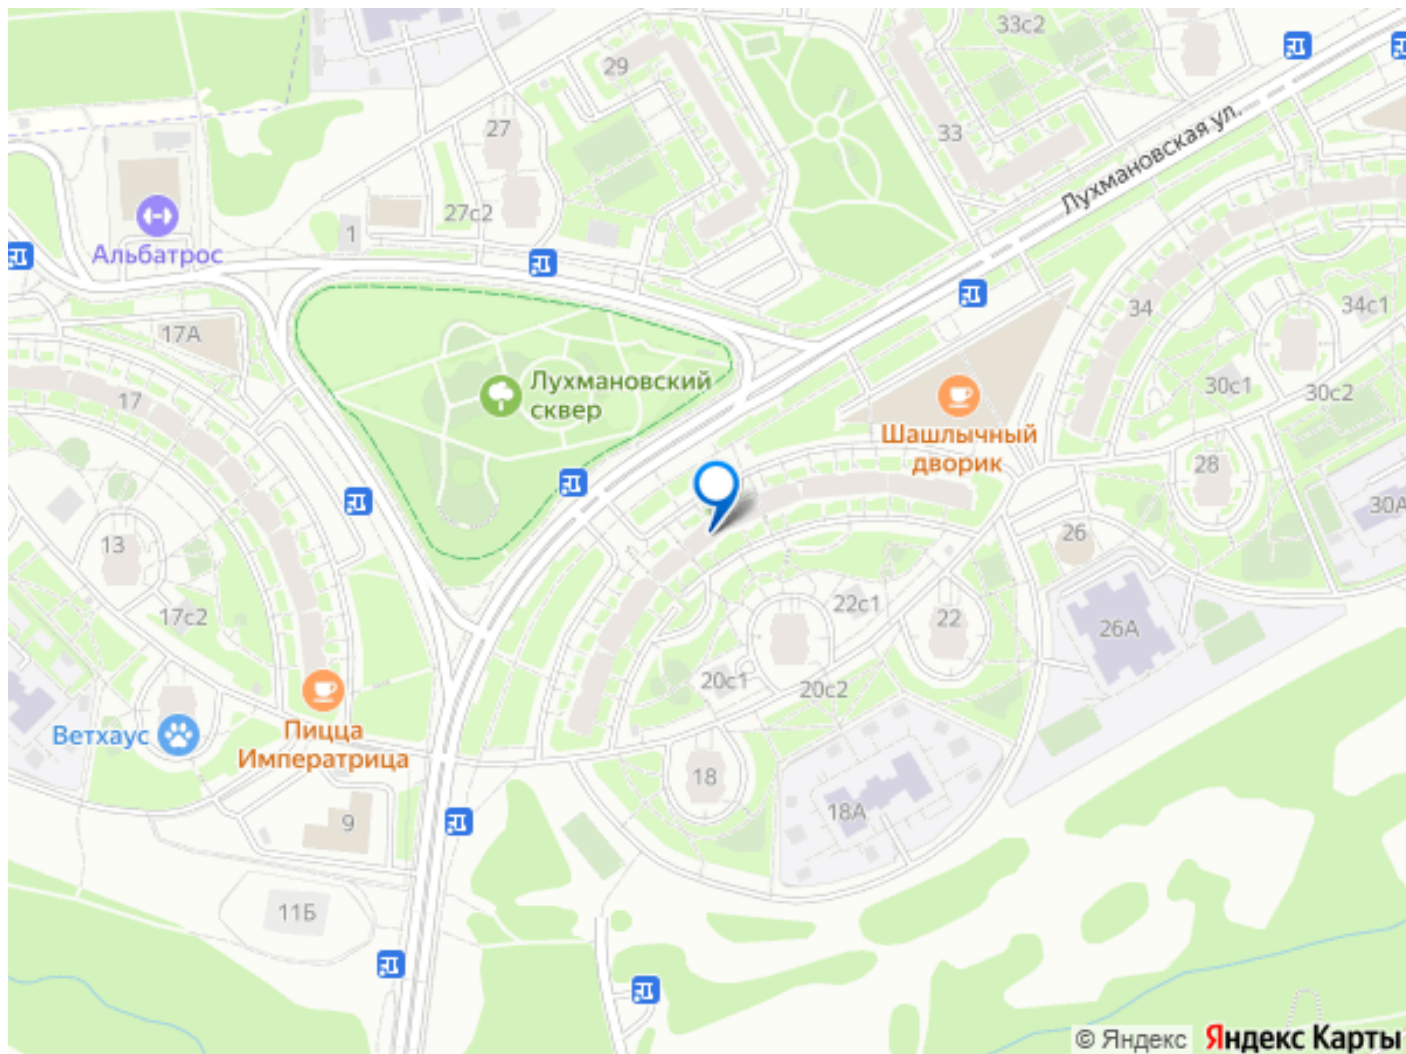 33с2
29
27
33
Лухмановская ул.
27с2
1
Альбатрос
34
34с1
17А
Лухмановский
сквер
30с1
30с2
17
Шашлычный
дворик
28
30А
13
26
22с1
17с2
22
26А
20с1
20с2
Ветхаус
Пицца
Императрица
18
18А
9
11Б
© Яндекс
Яндекс Карты